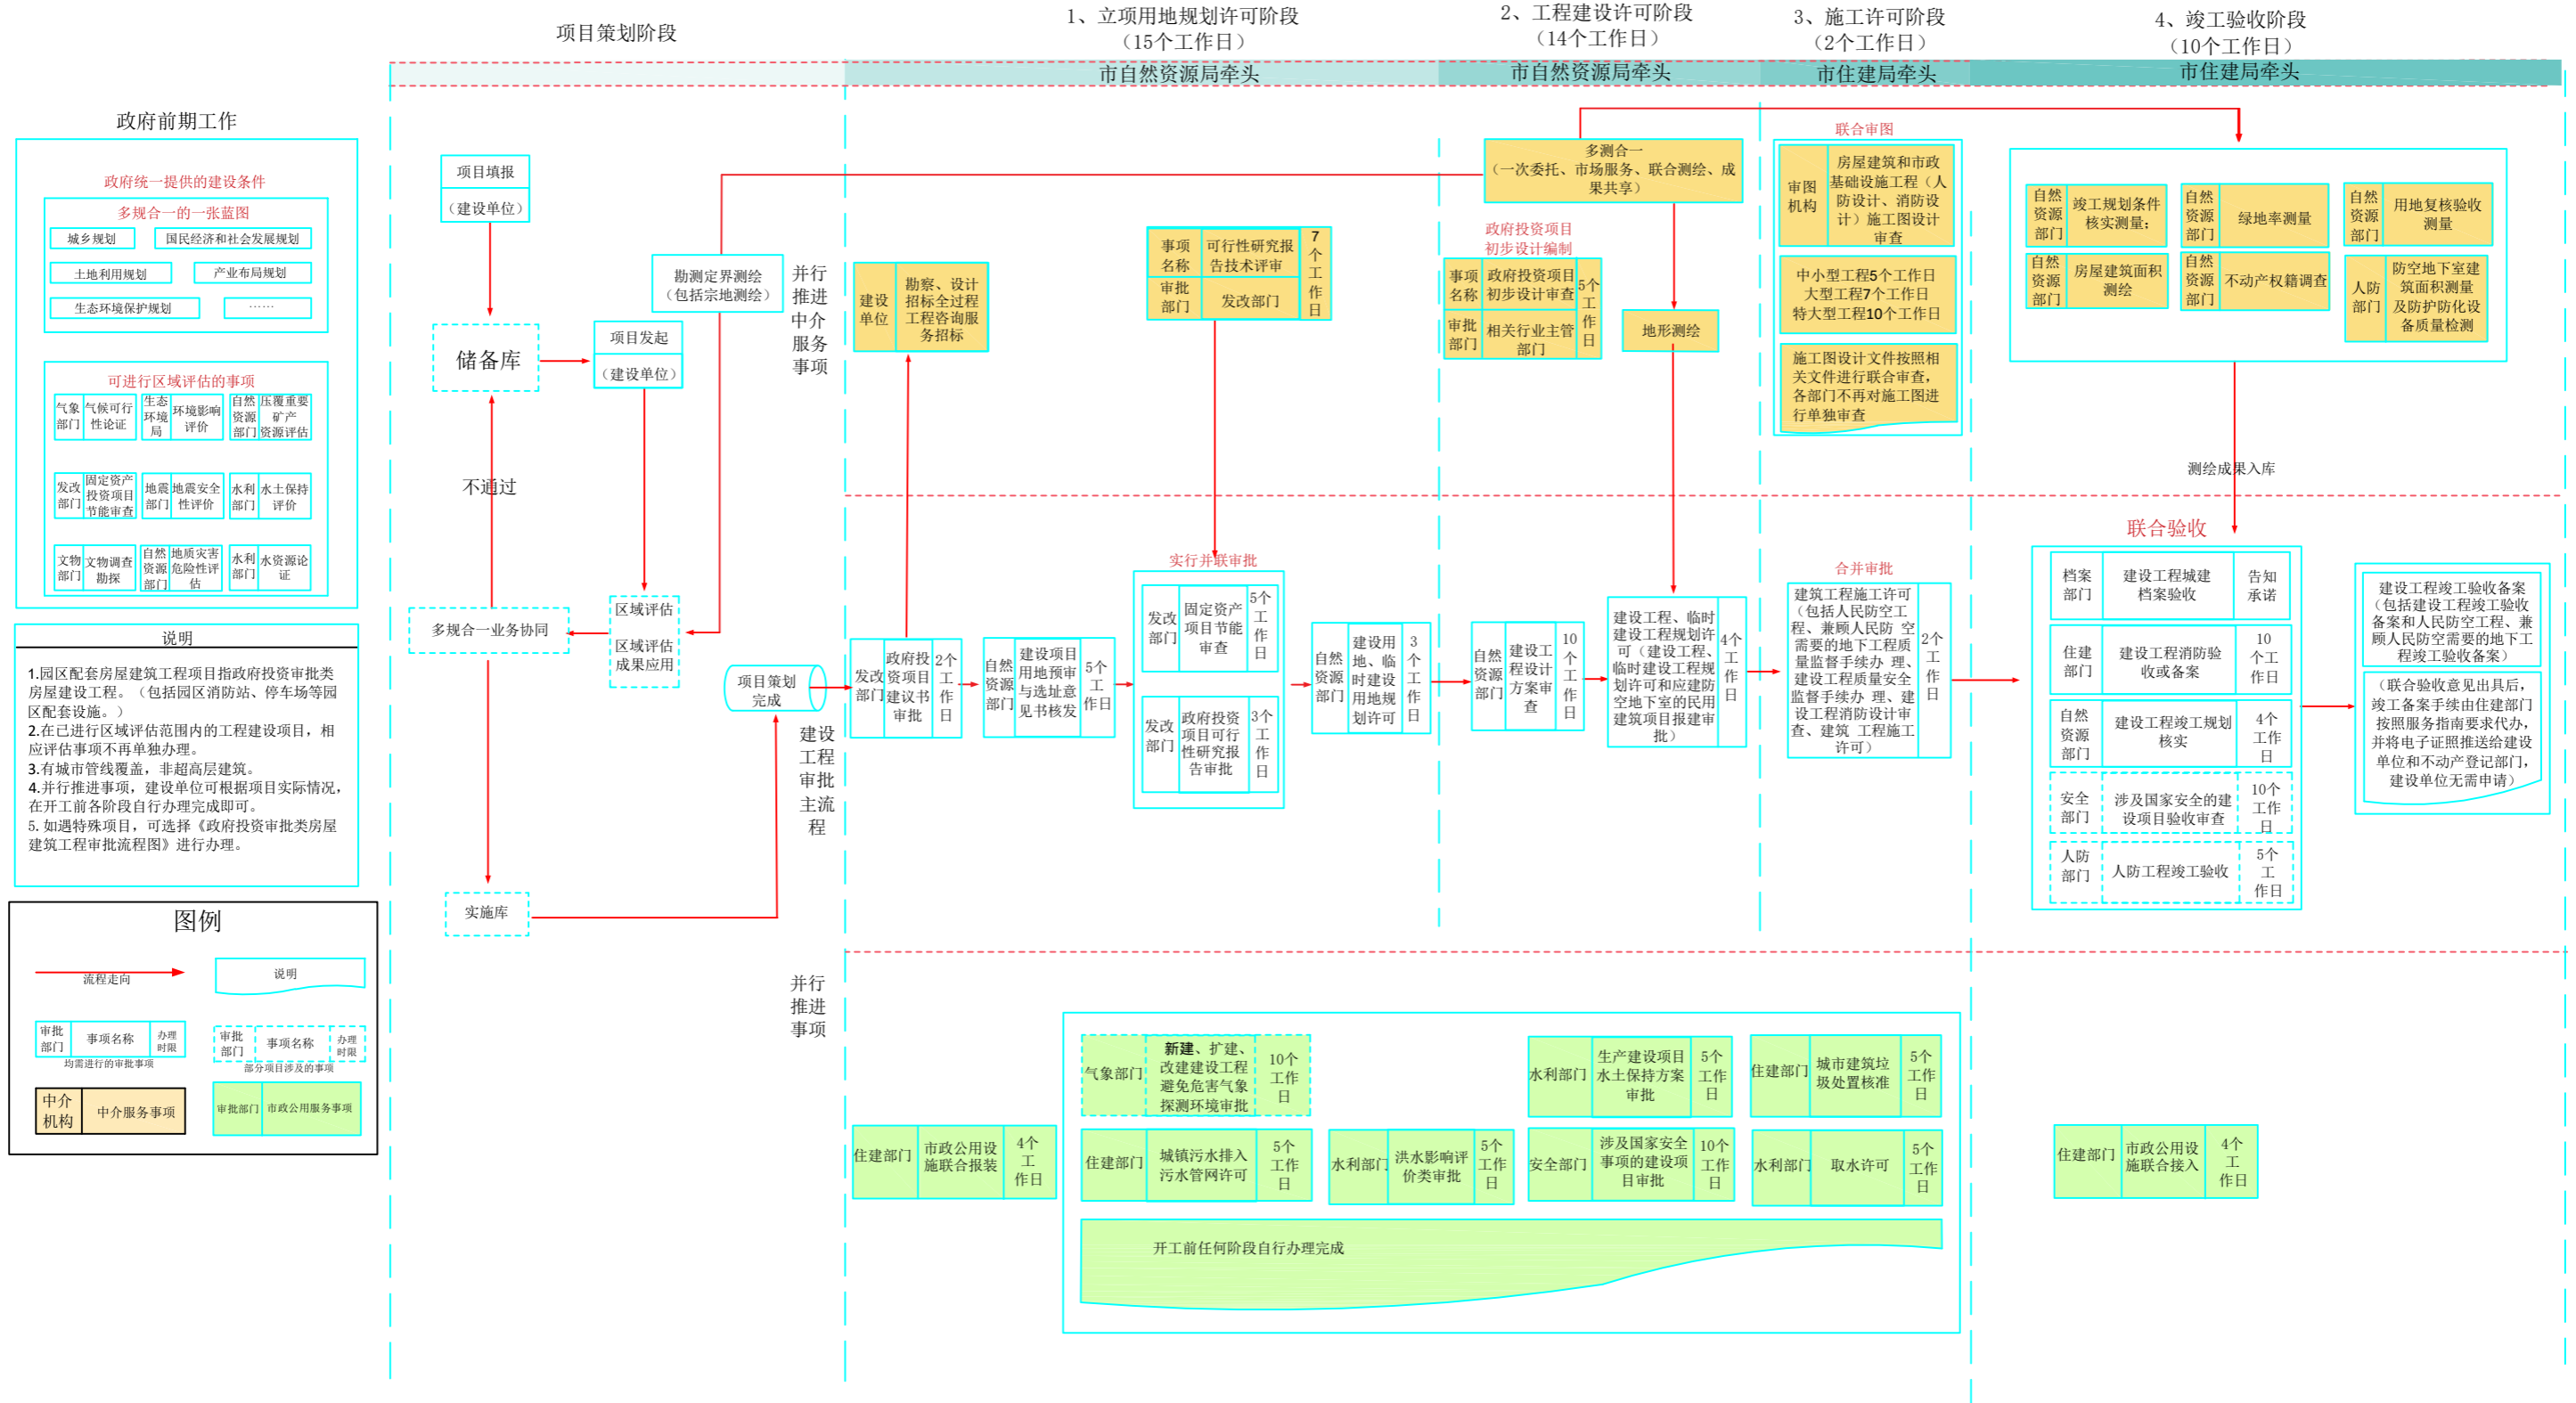 项目策划阶段
1、立项用地规划许可阶段
（15个工作日）
2、工程建设许可阶段
（14个工作日）
3、施工许可阶段
（2个工作日）
4、竣工验收阶段
（10个工作日）
市自然资源局牵头
市自然资源局牵头
市住建局牵头
市住建局牵头
政府前期工作
政府统一提供的建设条件
多规合一的一张蓝图
城乡规划
国民经济和社会发展规划
土地利用规划
产业布局规划
生态环境保护规划
……
可进行区域评估的事项
气象
部门
气候可行
性论证
生态
环境
局
环境影响
评价
自然
资源
部门
压覆重要
矿产
资源评估
发改
部门
固定资产
投资项目
节能审查
地震
部门
地震安全
性评价
水利
部门
水土保持
评价
文物
部门
文物调查
勘探
自然
资源
部门
地质灾害
危险性评
估
水利
部门
水资源论
证
说明
1.园区配套房屋建筑工程项目指政府投资审批类
房屋建设工程。（包括园区消防站、停车场等园
区配套设施。）
2.在已进行区域评估范围内的工程建设项目，相
应评估事项不再单独办理。
3.有城市管线覆盖，非超高层建筑。
4.并行推进事项，建设单位可根据项目实际情况，
在开工前各阶段自行办理完成即可。
5. 如遇特殊项目，可选择《政府投资审批类房屋
建筑工程审批流程图》进行办理。
图例
流程走向
说明
审批
部门
事项名称
办理
时限
均需进行的审批事项
审批
部门
事项名称
办理
时限
部分项目涉及的事项
中介
机构
中介服务事项
审批部门
市政公用服务事项
项目填报
（建设单位）
储备库
项目发起
（建设单位）
勘测定界测绘
（包括宗地测绘）
不通过
多规合一业务协同
区域评估
区域评估
成果应用
项目策划
完成
实施库
并行
推进
中介
服务
事项
建设
单位
勘察、设计
招标全过程
工程咨询服
务招标
事项
名称
可行性研究报
告技术评审
审批
部门
发改部门
7
个
工
作
日
多测合一
（一次委托、市场服务、联合测绘、成
果共享）
政府投资项目
初步设计编制
事项
名称
政府投资项目
初步设计审查
审批
部门
相关行业主管
部门
5个
工
作
日
地形测绘
联合审图
审图
机构
房屋建筑和市政
基础设施工程（人
防设计、消防设
计）施工图设计
审查
中小型工程5个工作日
大型工程7个工作日
特大型工程10个工作日
施工图设计文件按照相
关文件进行联合审查，
各部门不再对施工图进
行单独审查
自然
资源
部门
竣工规划条件
核实测量；
自然
资源
部门
绿地率测量
自然
资源
部门
用地复核验收
测量
自然
资源
部门
房屋建筑面积
测绘
自然
资源
部门
不动产权籍调查
人防
部门
防空地下室建
筑面积测量
及防护防化设
备质量检测
测绘成果入库
建设
工程
审批
主流
程
发改
部门
政府投
资项目
建议书
审批
2个
工
作
日
自然
资源
部门
建设项目
用地预审
与选址意
见书核发
5个
工
作日
实行并联审批
发改
部门
固定资产
项目节能
审查
5个
工
作
日
发改
部门
政府投资
项目可行
性研究报
告审批
3个
工
作
日
自然
资源
部门
建设用
地、临
时建设
用地规
划许可
3
个
工
作
日
自然
资源
部门
建设工
程设计
方案审
查
10
个
工
作
日
建设工程、临时
建设工程规划许
可（建设工程、
临时建设工程规
划许可和应建防
空地下室的民用
建筑项目报建审
批）
4个
工
作
日
合并审批
建筑工程施工许可
（包括人民防空工
程、兼顾人民防 空
需要的地下工程质
量监督手续办 理、
建设工程质量安全
监督手续办 理、建
设工程消防设计审
查、建筑 工程施工
许可）
2个
工
作
日
联合验收
档案
部门
建设工程城建
档案验收
告知
承诺
住建
部门
建设工程消防验
收或备案
10
个工
作日
自然
资源
部门
建设工程竣工规划
核实
4个
工作
日
安全
部门
涉及国家安全的建
设项目验收审查
10个
工作
日
人防
部门
人防工程竣工验收
5个
工
作日
建设工程竣工验收备案
（包括建设工程竣工验收
备案和人民防空工程、兼
顾人民防空需要的地下工
程竣工验收备案）
（联合验收意见出具后，
竣工备案手续由住建部门
按照服务指南要求代办，
并将电子证照推送给建设
单位和不动产登记部门，
建设单位无需申请）
并行
推进
事项
住建部门
市政公用设
施联合报装
4个
工
作日
气象部门
新建、扩建、
改建建设工程
避免危害气象
探测环境审批
10个
工作
日
水利部门
生产建设项目
水土保持方案
审批
5个
工作
日
住建部门
城市建筑垃
圾处置核准
5个
工作
日
住建部门
城镇污水排入
污水管网许可
5个
工作
日
水利部门
洪水影响评
价类审批
5个
工作
日
安全部门
涉及国家安全
事项的建设项
目审批
10个
工作
日
水利部门
取水许可
5个
工作
日
开工前任何阶段自行办理完成
住建部门
市政公用设
施联合接入
4个
工
作日